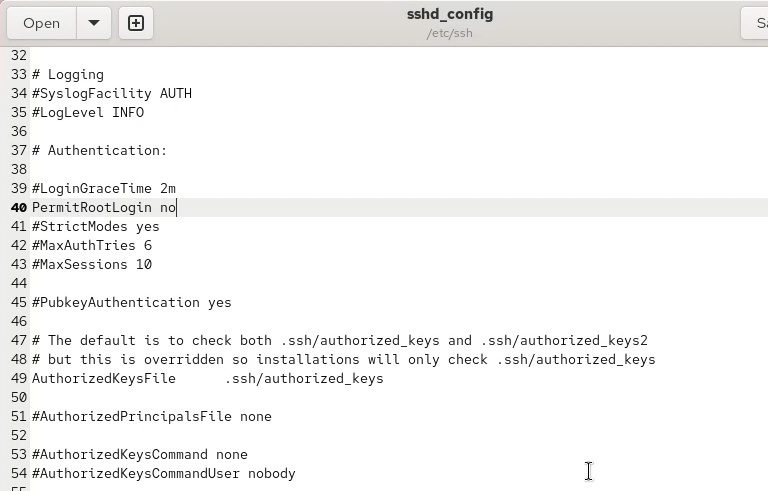 Open
sshd_config
/etc/ssh
32
33 # Logging
34 #SyslogFacility AUTH
35 #LogLevel INFO
36
37 # Authentication:
38
39 #LoginGraceTime 2m
40 PermitRootLogin no
41 #StrictModes yes
42 #MaxAuthTries 6
43 #MaxSessions 10
44
45 #PubkeyAuthentication yes
46
47 # The default is to check both .ssh/authorized_keys and .ssh/authorized_keys2
48 # but this is overridden so installations will only check .ssh/authorized_keys
49 AuthorizedKeysFile      .ssh/authorized_keys
50
51 #AuthorizedPrincipalsFile none
52
53 #AuthorizedKeysCommand none
54 #AuthorizedKeysCommandUser nobody